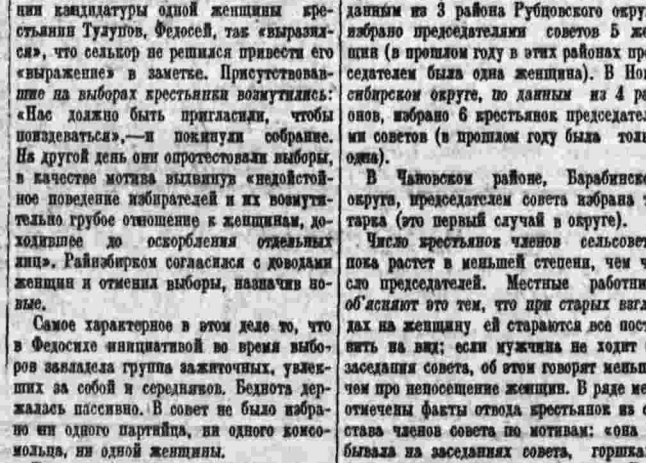 нии кандидатуры одной женщины кре-
стьянин Тулупов, Федосей, так «вырази́л-
ся», что селькор не решился привести его
«выражение» в заметке. Присутствовав-
шие на выборах крестьянки возмутились:
«Нас должно быть пригласили, чтобы
поиздеваться»,—и покинули собрание.
На другой день они опротестовали выборы,
в качестве мотива выдвинув «недостой-
ное поведение избирателей и их возмути-
тельно грубое отношение к женщинам, до-
ходившее до оскорбления отдельных
лиц». Райизбирком согласился с доводами
женщин и отменил выборы, назначив но-
вые.
Самое характерное в этом деле то, что
в Федосихе инициативой во время выбо-
ров завладела группа зажиточных, увлек-
ших за собой и середняков. Беднота дер-
жалась пассивно. В совет не было избра-
но ни одного партийца, ни одного комсо-
мольца, ни одной женщины.
данным из 3 района Рубцовского окру
избрано председателями советов 5 же
щин (в прошлом году в этих районах пре
седателем была одна женщина). В Но
сибирском округе, по данным из 4 ра
онов, избрано 6 крестьянок председател
ми советов (в прошлом году была толь
одна).
В Чановском районе, Барабинско
округа, председателем совета избрана т
тарка (это первый случай в округе).
Число крестьянок членов сельсовет
пока растет в меньшей степени, чем ч
сло председателей. Местные работни
об'ясняют это тем, что при старых взгл
дах на женщину ей стараются все пост
вить на вид; если мужчина не ходит
заседания совета, об этом говорят меньш
чем про непосещение женщин. В ряде ме
отмечены факты отвода крестьянок из с
става членов совета по мотивам: «она
бывала на заседаниях совета, горшка